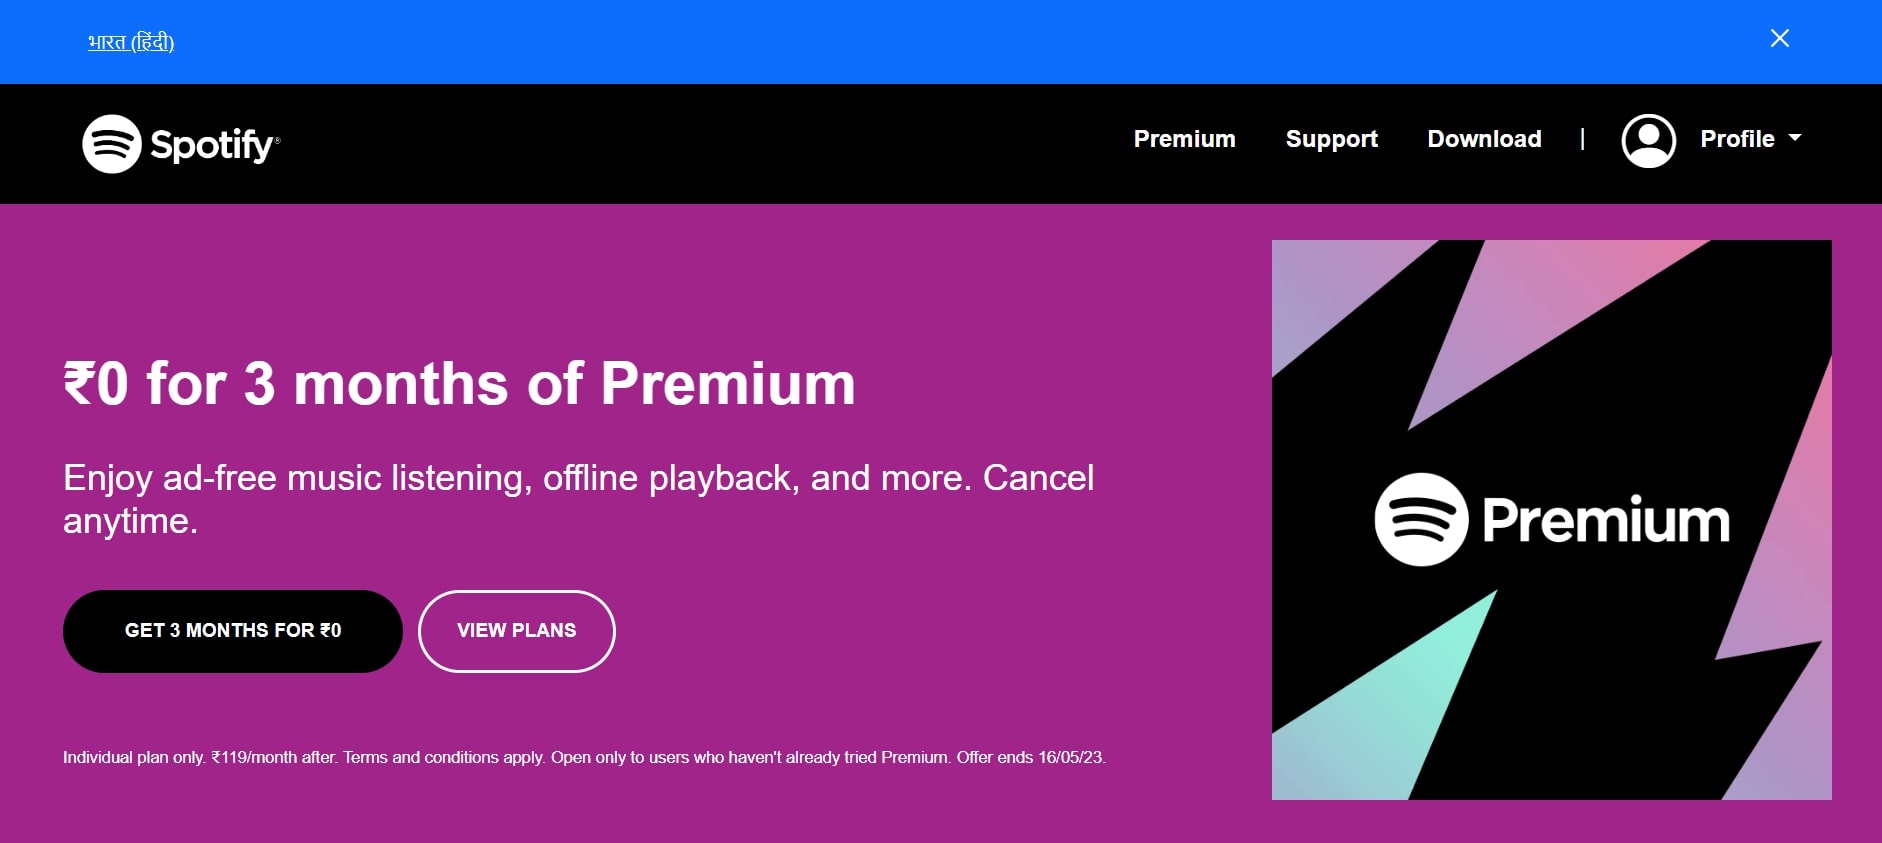 भारत (हिंदी)
Spotify®
Premium
Support
Download
|
Profile
₹0 for 3 months of Premium
Enjoy ad-free music listening, offline playback, and more. Cancel
anytime.
GET 3 MONTHS FOR ₹0
VIEW PLANS
Individual plan only. ₹119/month after. Terms and conditions apply. Open only to users who haven't already tried Premium. Offer ends 16/05/23.
Premium